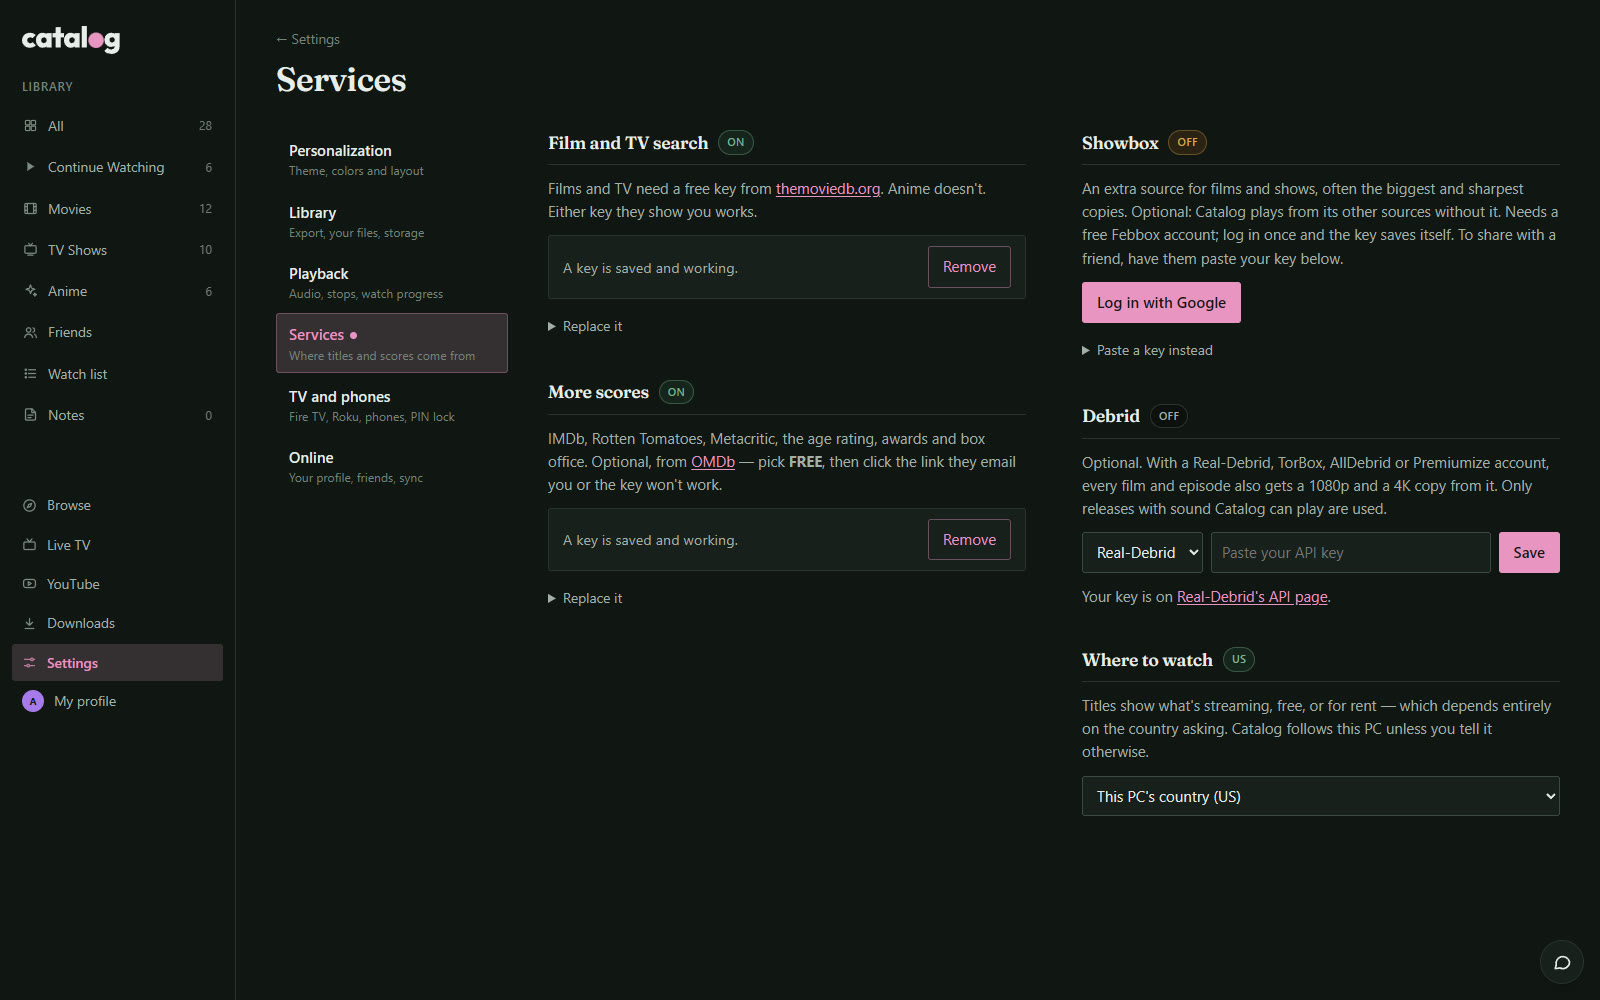 catalog
LIBRARY
All 28
Continue Watching 6
Movies 12
TV Shows 10
Anime 6
Friends
Watch list
Notes 0
Browse
Live TV
YouTube
Downloads
Settings
A My profile
← Settings
Services
Personalization
Theme, colors and layout
Library
Export, your files, storage
Playback
Audio, stops, watch progress
Services
Where titles and scores come from
TV and phones
Fire TV, Roku, phones, PIN lock
Online
Your profile, friends, sync
Film and TV search ON
Films and TV need a free key from themoviedb.org. Anime doesn't.
Either key they show you works.
A key is saved and working. Remove
Replace it
More scores ON
IMDb, Rotten Tomatoes, Metacritic, the age rating, awards and box
office. Optional, from OMDb — pick FREE, then click the link they email
you or the key won't work.
A key is saved and working. Remove
Replace it
Showbox OFF
An extra source for films and shows, often the biggest and sharpest
copies. Optional: Catalog plays from its other sources without it. Needs a
free Febbox account; log in once and the key saves itself. To share with a
friend, have them paste your key below.
Log in with Google
Paste a key instead
Debrid OFF
Optional. With a Real-Debrid, TorBox, AllDebrid or Premiumize account,
every film and episode also gets a 1080p and a 4K copy from it. Only
releases with sound Catalog can play are used.
Real-Debrid Paste your API key Save
Your key is on Real-Debrid's API page.
Where to watch US
Titles show what's streaming, free, or for rent — which depends entirely
on the country asking. Catalog follows this PC unless you tell it
otherwise.
This PC's country (US)